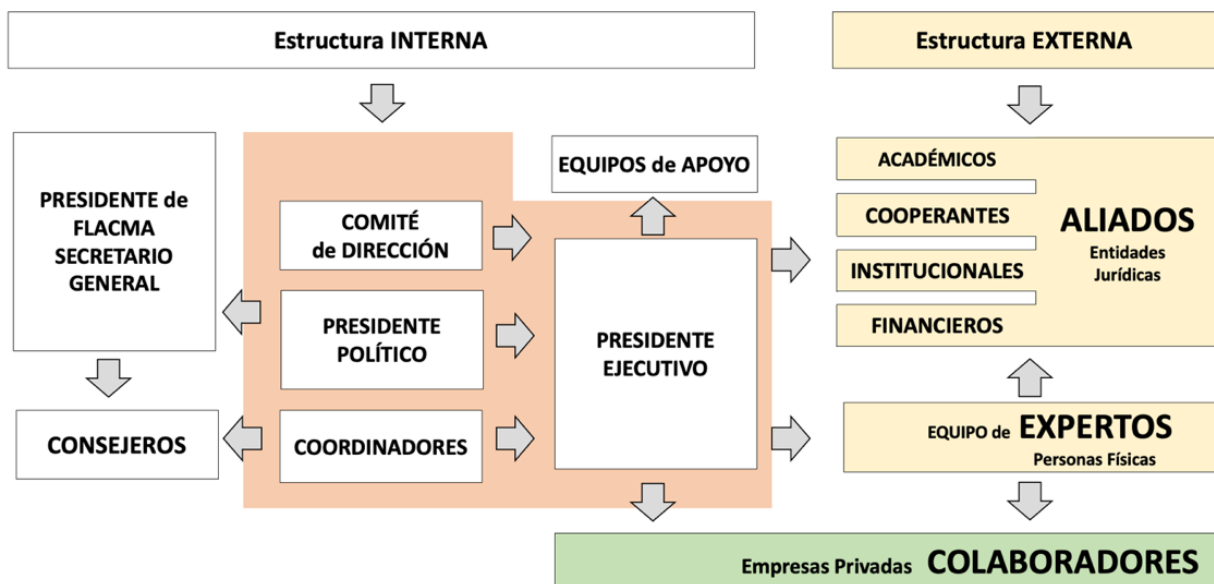 Estructura INTERNA
Estructura EXTERNA
PRESIDENTE de
FLACMA
SECRETARIO
GENERAL
CONSEJEROS
COMITÉ
de DIRECCIÓN
PRESIDENTE
POLÍTICO
COORDINADORES
EQUIPOS de APOYO
PRESIDENTE
EJECUTIVO
ACADÉMICOS
COOPERANTES
INSTITUCIONALES
FINANCIEROS
ALIADOS
Entidades
Jurídicas
EQUIPO de EXPERTOS
Personas Físicas
Empresas Privadas COLABORADORES